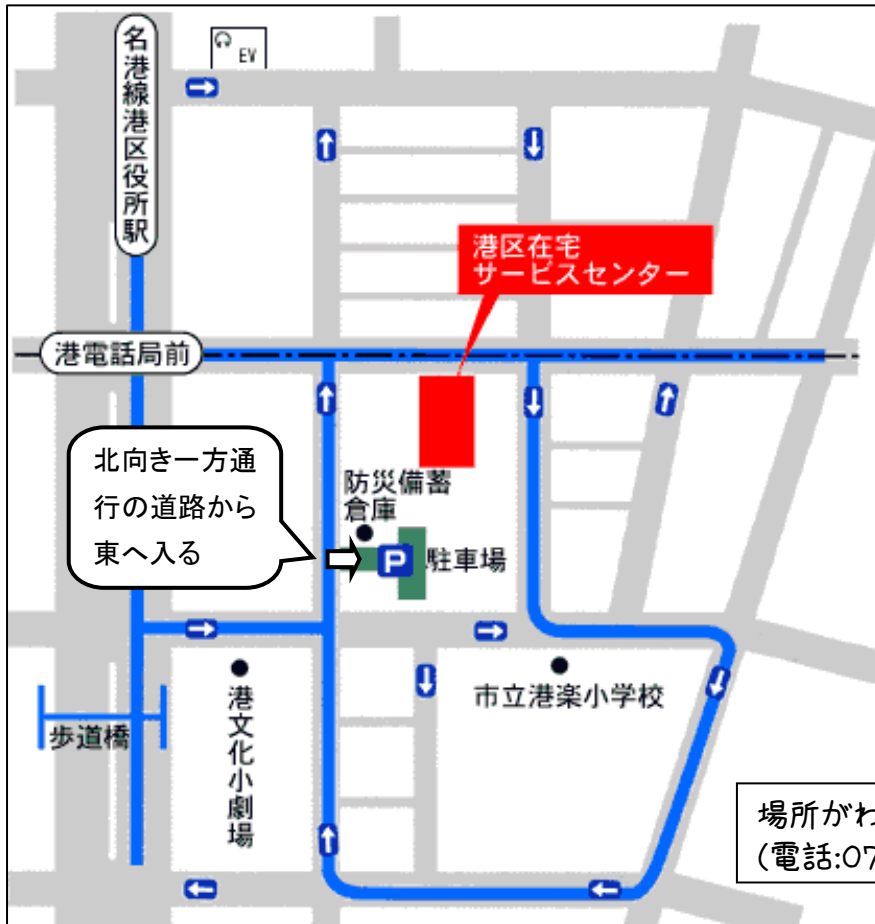 名港線港区役所駅
EV
港区在宅
サービスセンター
港電話局前
北向き一方通
行の道路から
東へ入る
防災備蓄
倉庫
P
駐車場
市立港楽小学校
港文化小劇場
歩道橋
場所がわ
(電話:07